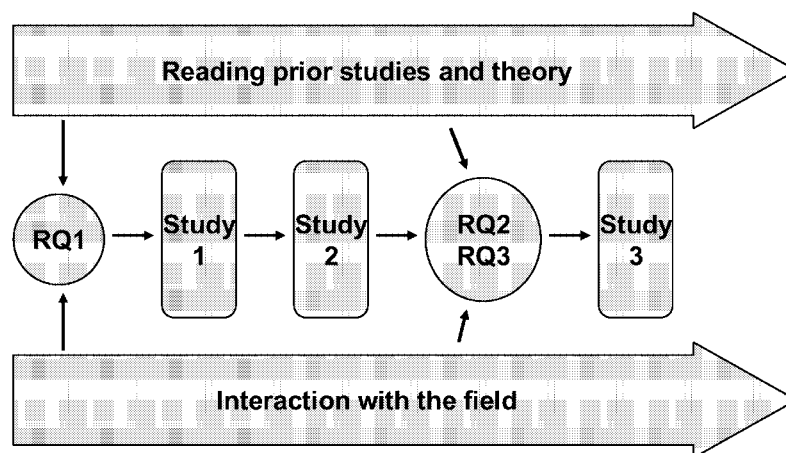 Reading prior studies and theory
RQ1
Study
1
Study
2
RQ2
RQ3
Study
3
Interaction with the field